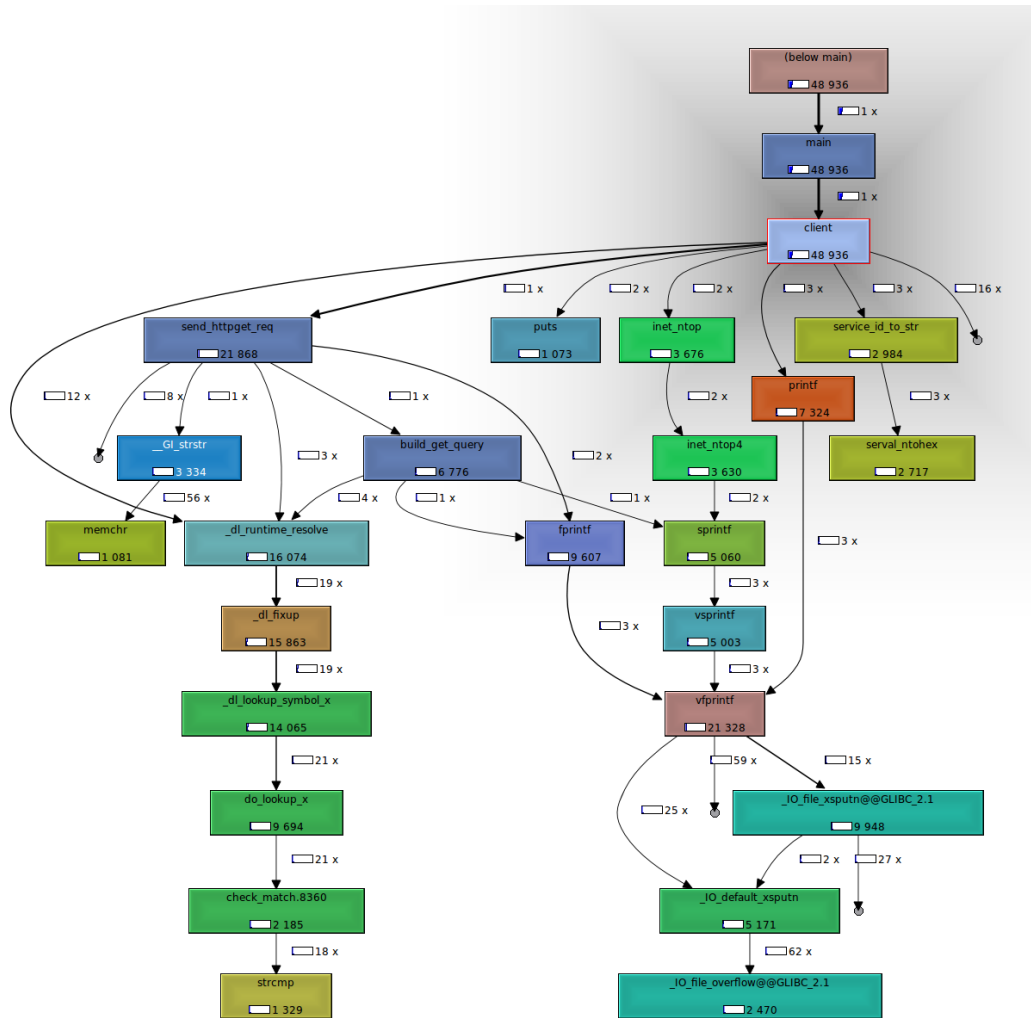 (below main)
48 936
1 x
main
48 936
1 x
client
48 936
1 x
2 x
2 x
3 x
3 x
16 x
send_httpget_req
21 868
puts
1 073
inet_ntop
3 676
service_id_to_str
2 984
printf
7 324
12 x
8 x
1 x
1 x
2 x
3 x
__GI_strstr
3 334
build_get_query
6 776
inet_ntop4
3 630
serval_ntohex
2 717
3 x
2 x
56 x
4 x
1 x
1 x
2 x
memchr
1 081
_dl_runtime_resolve
16 074
fprintf
9 607
sprintf
5 060
3 x
19 x
3 x
_dl_fixup
15 863
vsprintf
5 003
3 x
19 x
3 x
_dl_lookup_symbol_x
14 065
vfprintf
21 328
21 x
59 x
15 x
do_lookup_x
9 694
25 x
_IO_file_xsputn@@GLIBC_2.1
9 948
21 x
2 x
27 x
check_match.8360
2 185
_IO_default_xsputn
5 171
18 x
62 x
strcmp
1 329
_IO_file_overflow@@GLIBC_2.1
2 470